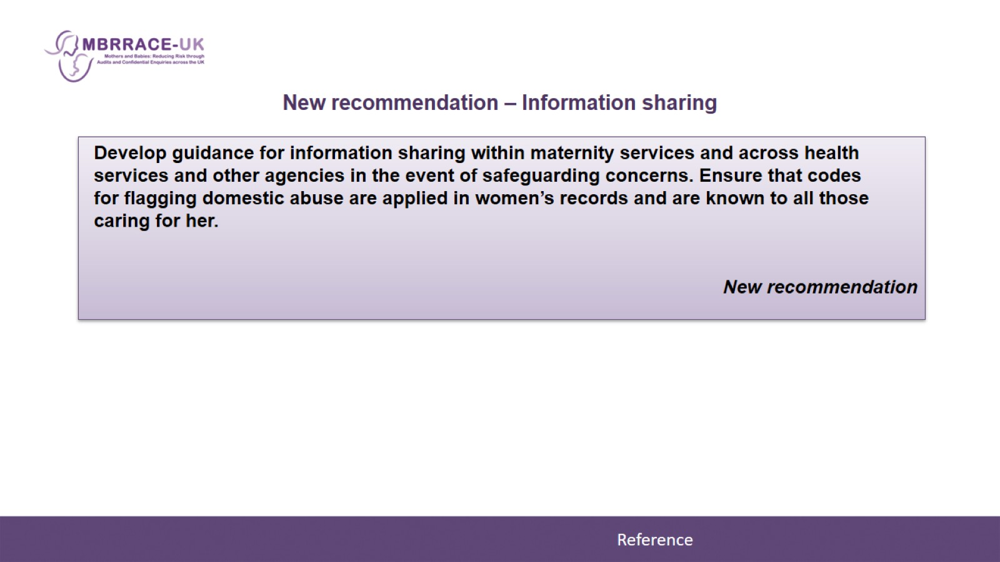 MBRRACE-UK
Mothers and Babies: Reducing Risk through
Audits and Confidential Enquiries across the UK
New recommendation – Information sharing
Develop guidance for information sharing within maternity services and across health
services and other agencies in the event of safeguarding concerns. Ensure that codes
for flagging domestic abuse are applied in women’s records and are known to all those
caring for her.
New recommendation
Reference